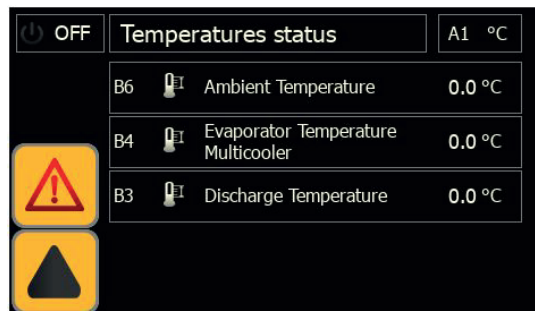 OFF
Temperatures status
A1 °C
B6 Ambient Temperature 0.0 °C
B4 Evaporator Temperature
Multicooler 0.0 °C
B3 Discharge Temperature 0.0 °C